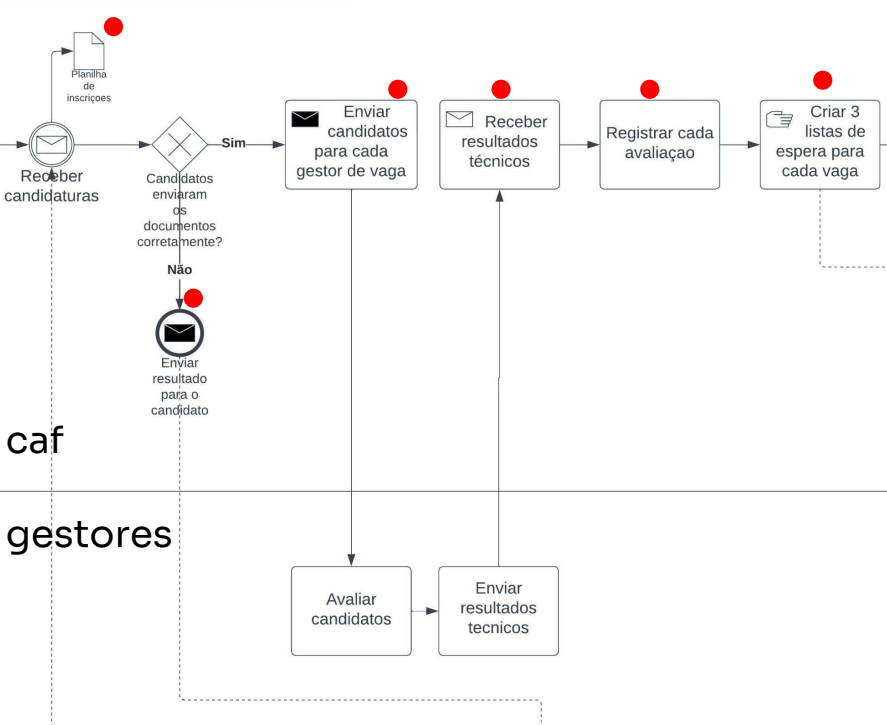 Planilha
de
inscriçoes
Receber
candidaturas
Candidatos
enviaram
os
documentos
corretamente?
Sim
Não
Enviar
resultado
para o
candidato
Enviar
candidatos
para cada
gestor de vaga
Receber
resultados
técnicos
Registrar cada
avaliaçao
Criar 3
listas de
espera para
cada vaga
caf
gestores
Avaliar
candidatos
Enviar
resultados
tecnicos